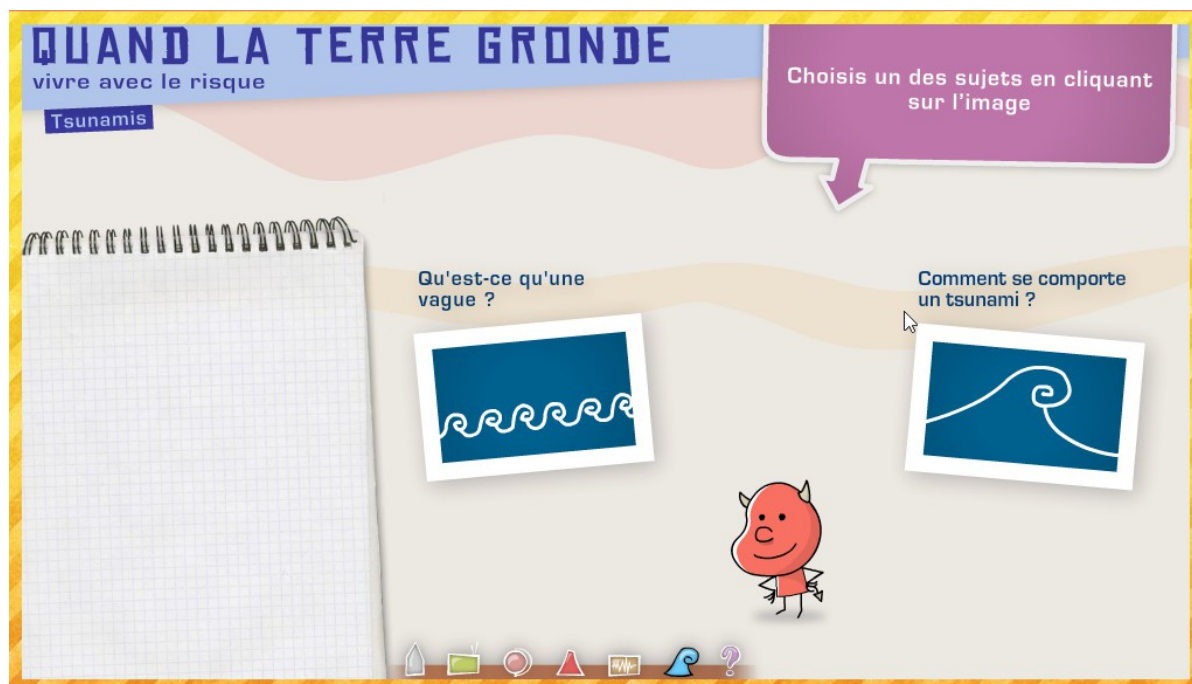 QUAND LA TERRE GRONDE
vivre avec le risque
Tsunamis
Choisis un des sujets en cliquant
sur l'image
Qu'est-ce qu'une
vague ?
Comment se comporte
un tsunami ?
?